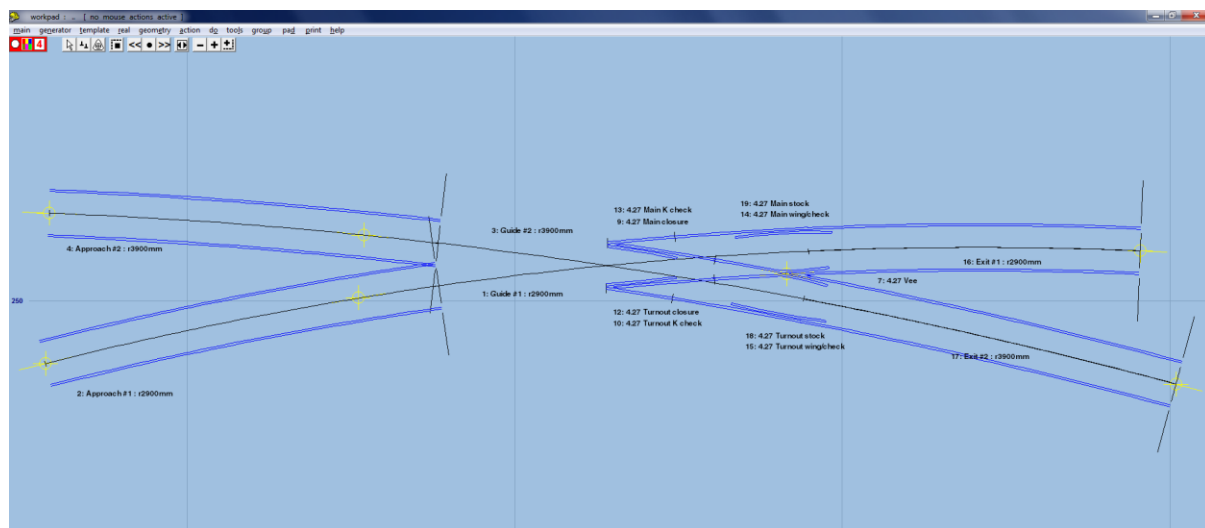 workpad : .. [ no mouse actions active ]
main generator template real geometry action do tools group pad print help
4 << >>
19: 4.27 Main stock
13: 4.27 Main K check
14: 4.27 Main wing/check
9: 4.27 Main closure
3: Guide #2 : r3900mm
4: Approach #2 : r3900mm
16: Exit #1 : r2900mm
7: 4.27 Vee
1: Guide #1 : r2900mm
250
12: 4.27 Turnout closure
10: 4.27 Turnout K check
18: 4.27 Turnout stock
15: 4.27 Turnout wing/check
17: Exit #2 : r3900mm
2: Approach #1 : r2900mm